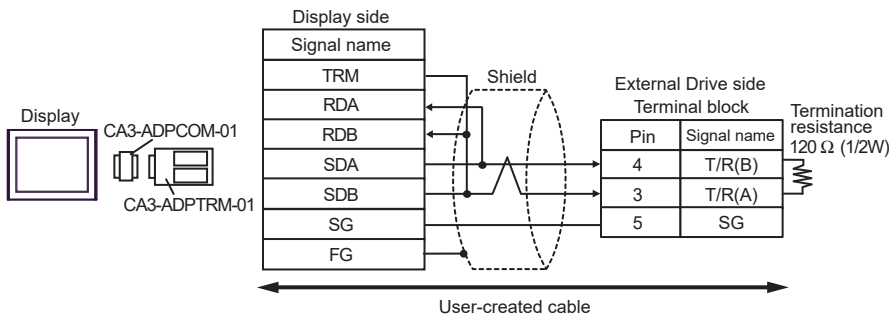 Display side
Signal name
TRM
RDA
RDB
SDA
SDB
SG
FG
Shield
External Drive side
Terminal block
Pin Signal name
4 T/R(B)
3 T/R(A)
5 SG
Termination
resistance
120 Ω (1/2W)
Display
CA3-ADPCOM-01
CA3-ADPTRM-01
User-created cable